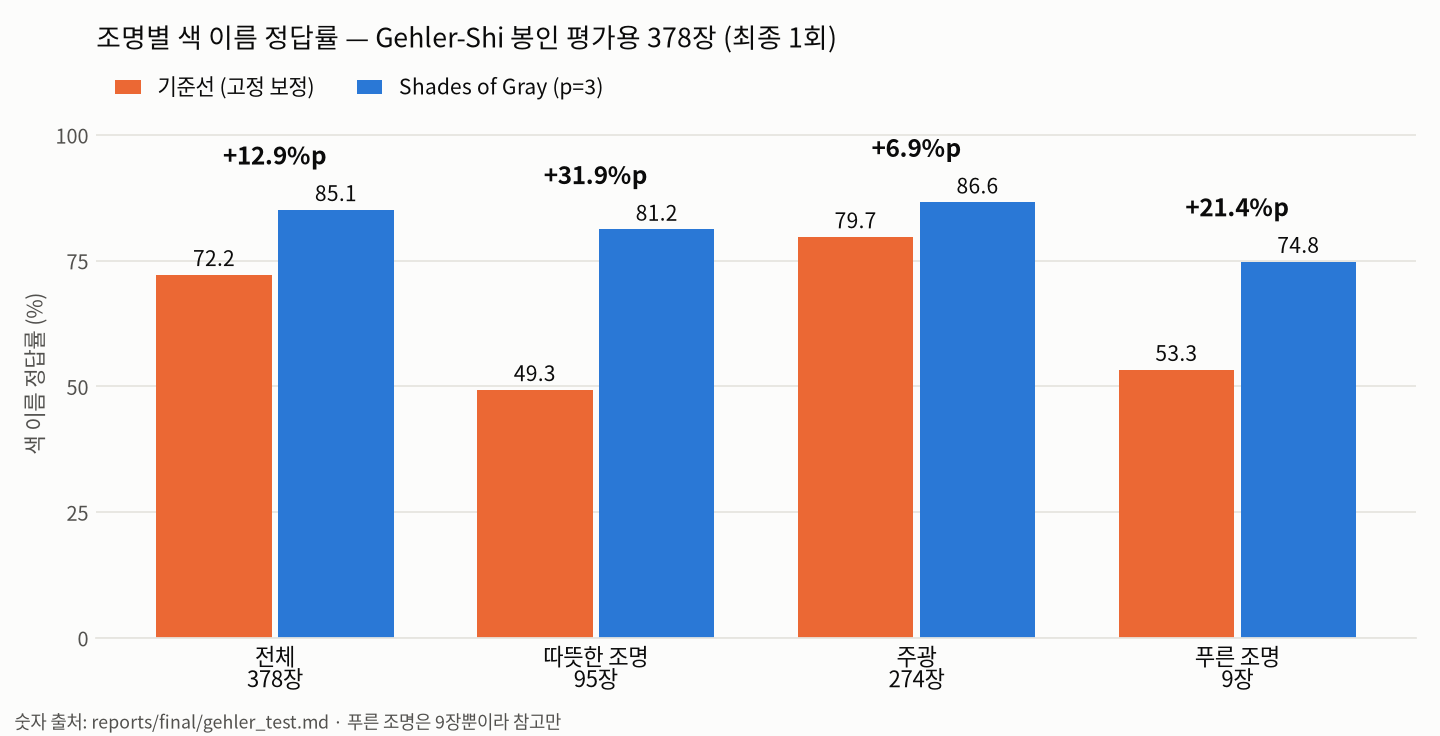 조명별 색 이름 정답률 — Gehler-Shi 봉인 평가용 378장 (최종 1회)
기준선 (고정 보정)
Shades of Gray (p=3)
색 이름 정답률 (%)
100
75
50
25
0
+12.9%p
72.2
85.1
+31.9%p
49.3
81.2
+6.9%p
79.7
86.6
+21.4%p
53.3
74.8
전체
378장
따뜻한 조명
95장
주광
274장
푸른 조명
9장
숫자 출처: reports/final/gehler_test.md · 푸른 조명은 9장뿐이라 참고만